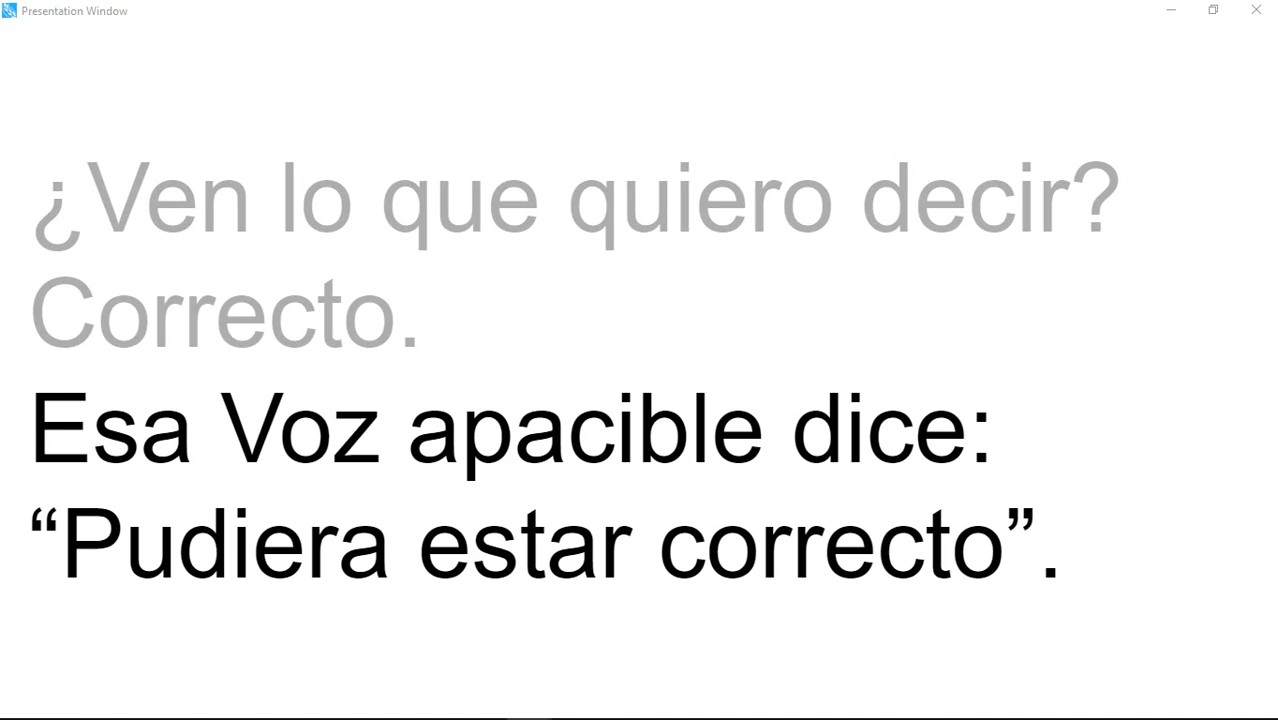 Presentation Window
¿Ven lo que quiero decir?
Correcto.
Esa Voz apacible dice:
“Pudiera estar correcto”.